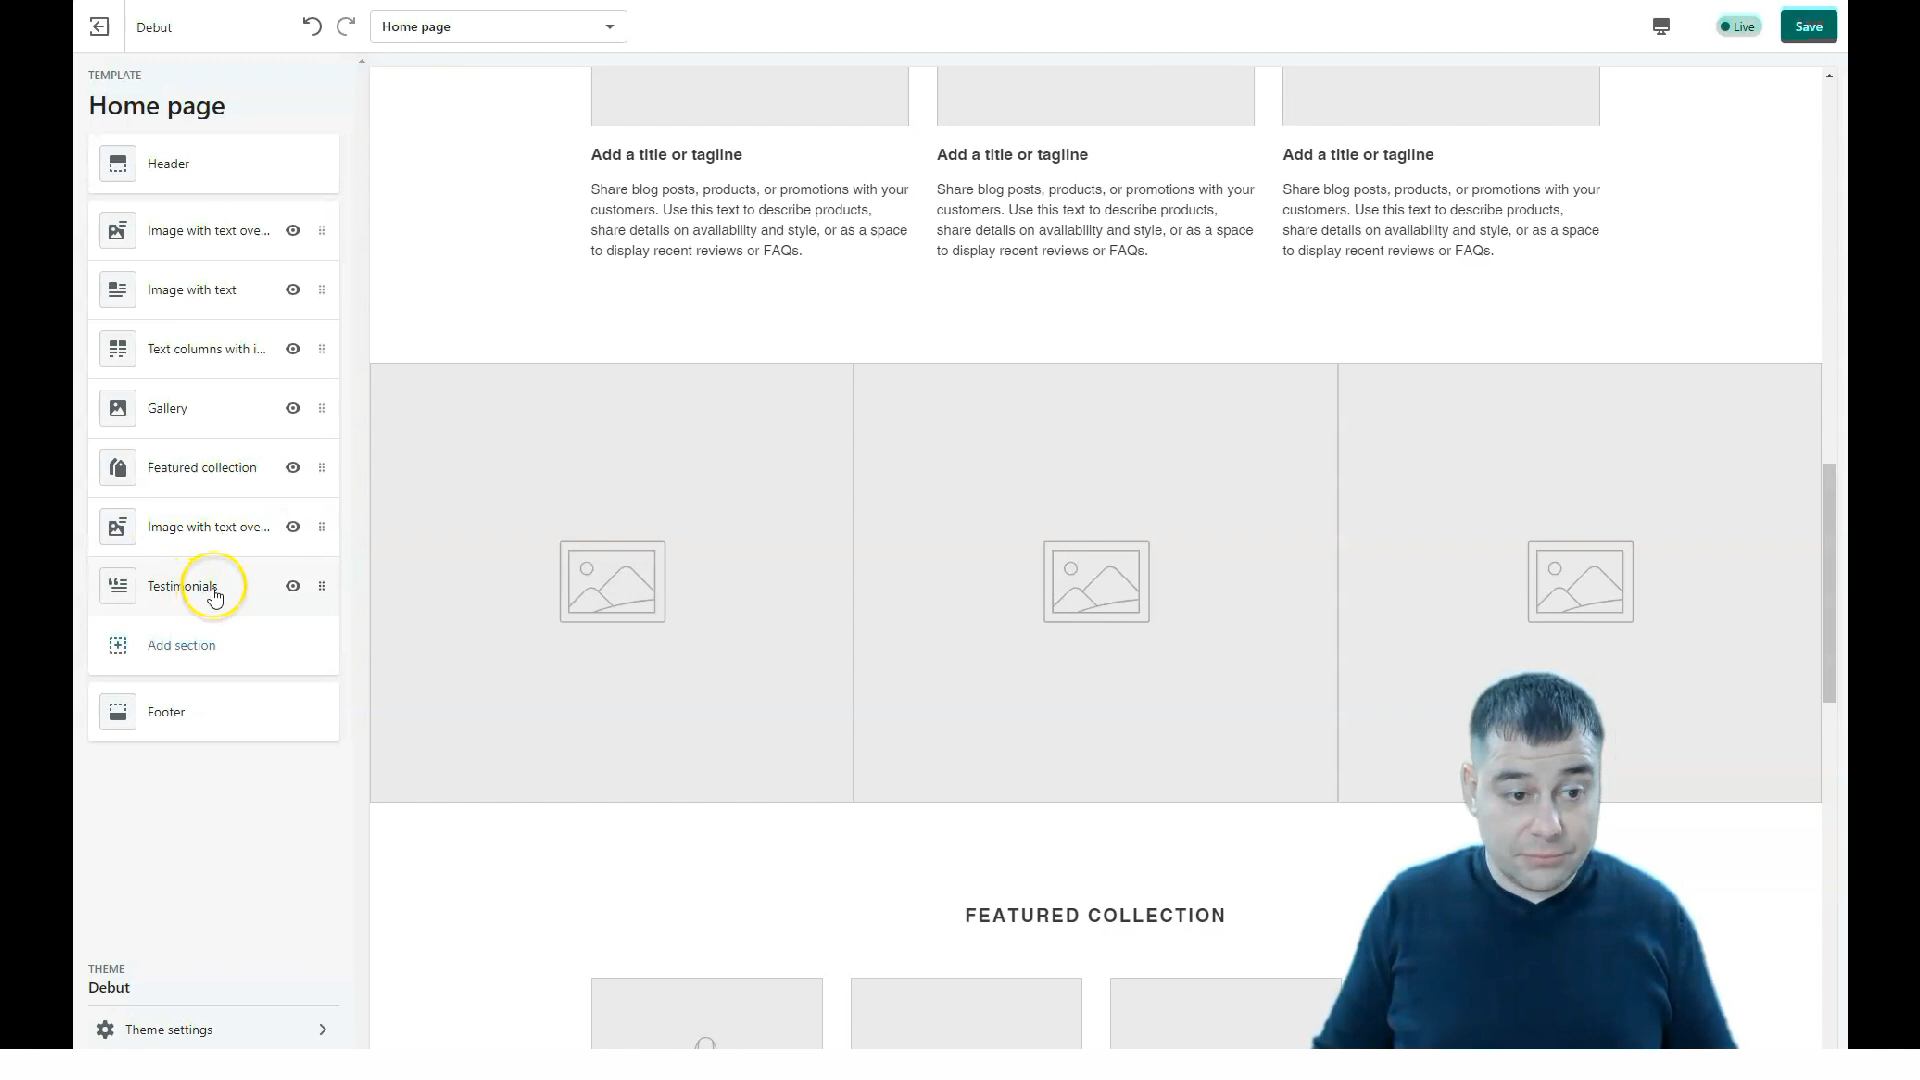 Debut
Home page
Live
Save
TEMPLATE
Home page
Header
Image with text ove...
Image with text
Text columns with i...
Gallery
Featured collection
Image with text ove...
Testimonials
Add section
Footer
THEME
Debut
Theme settings
Add a title or tagline
Share blog posts, products, or promotions with your
customers. Use this text to describe products,
share details on availability and style, or as a space
to display recent reviews or FAQs.
Add a title or tagline
Share blog posts, products, or promotions with your
customers. Use this text to describe products,
share details on availability and style, or as a space
to display recent reviews or FAQs.
Add a title or tagline
Share blog posts, products, or promotions with your
customers. Use this text to describe products,
share details on availability and style, or as a space
to display recent reviews or FAQs.
FEATURED COLLECTION